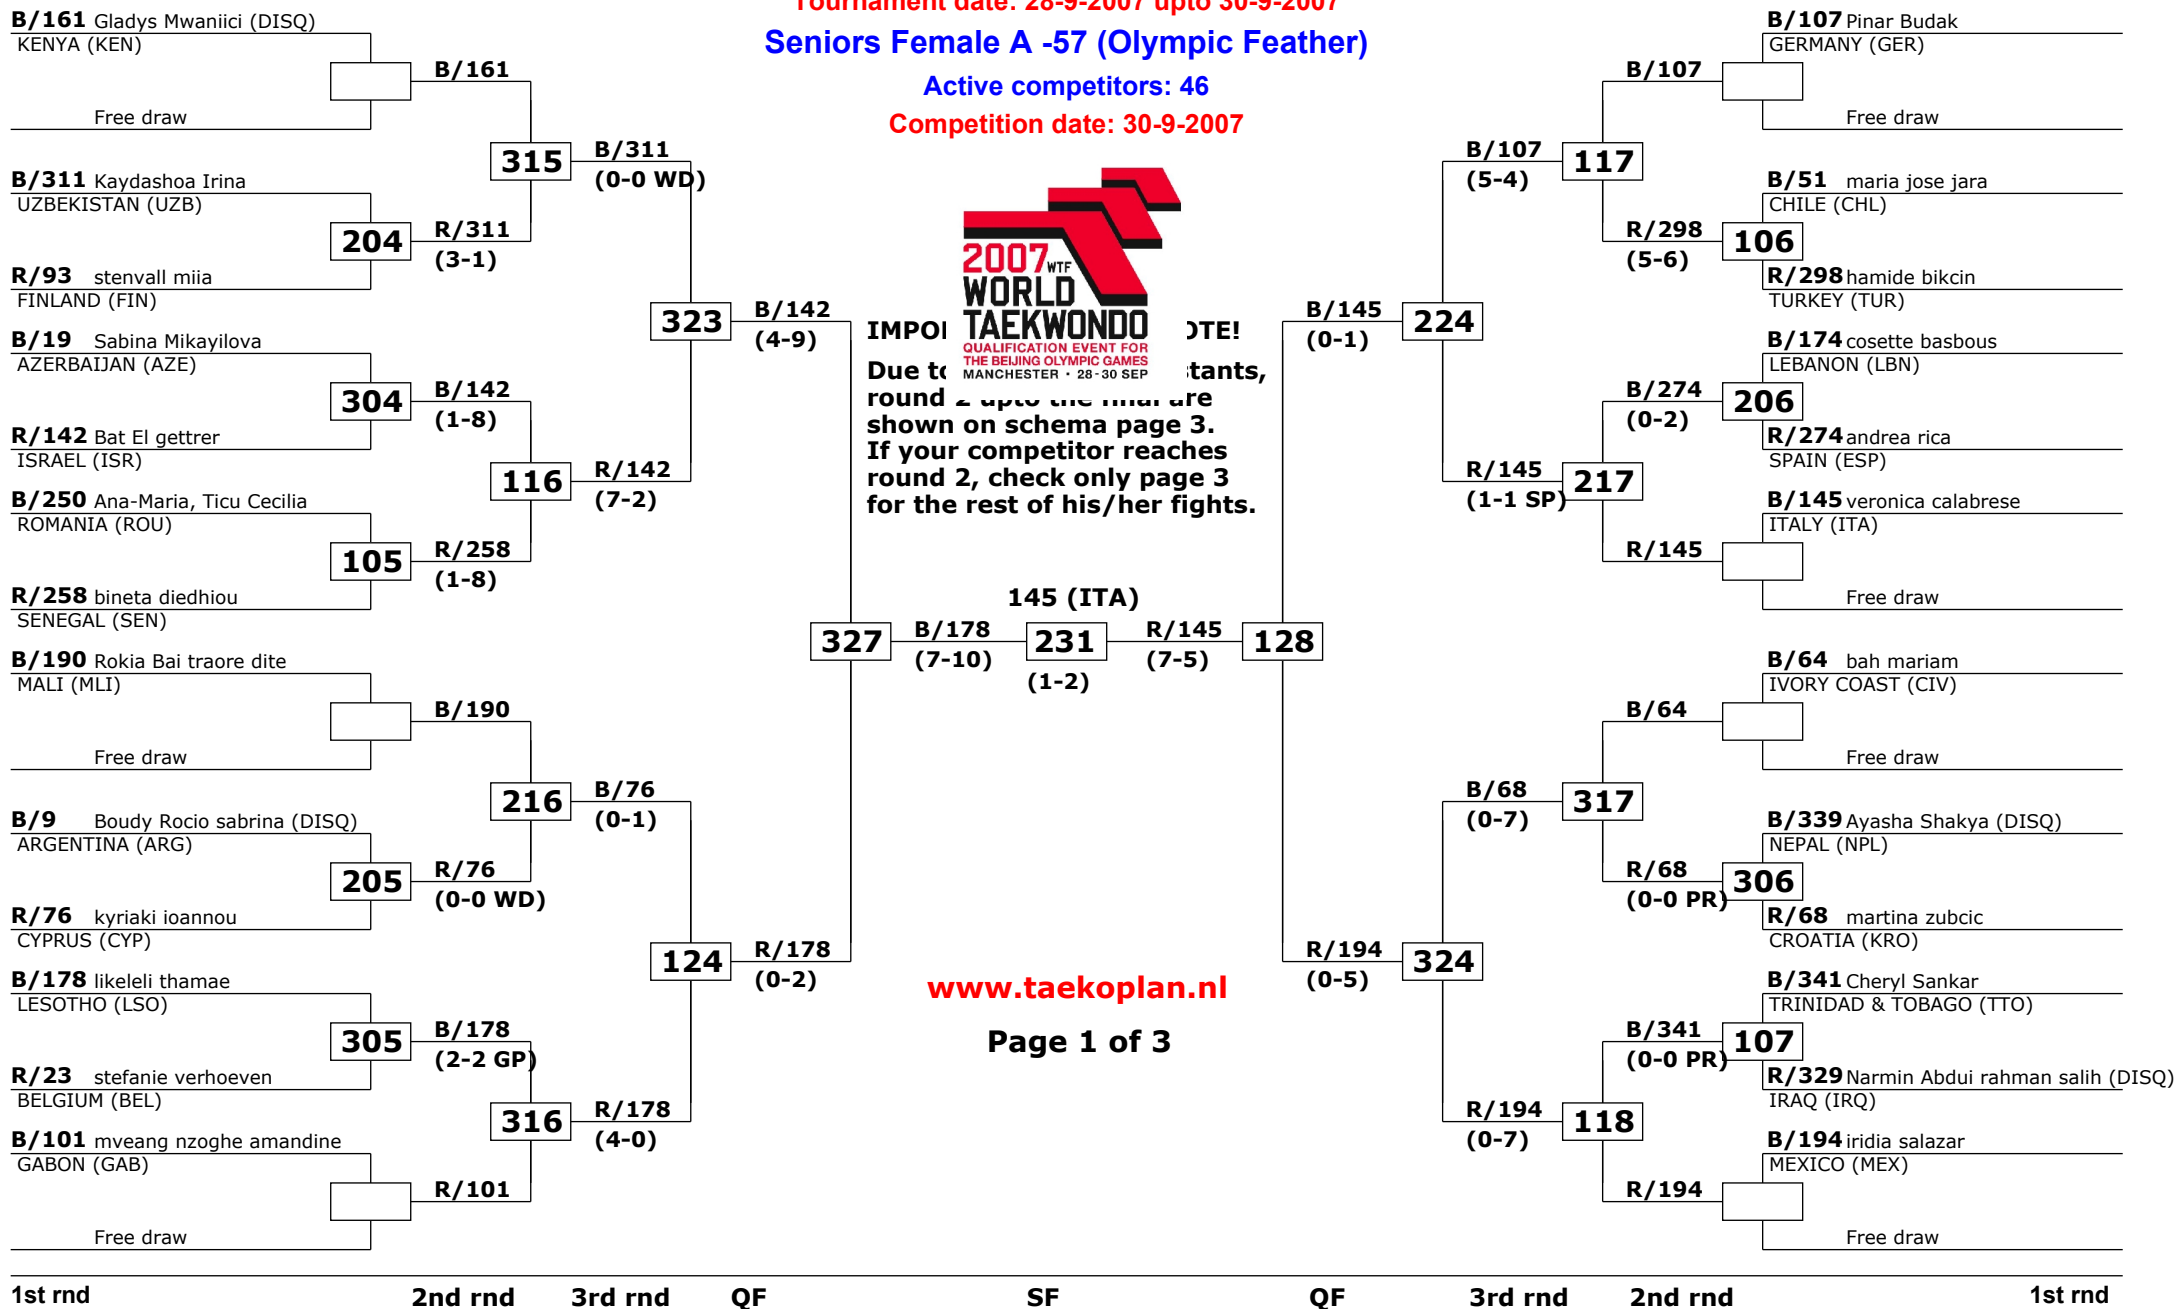 Tournament date: 28-9-2007 upto 30-9-2007
Seniors Female A -57 (Olympic Feather)
Active competitors: 46
Competition date: 30-9-2007
B/161 Gladys Mwaniici (DISQ)
KENYA (KEN)
Free draw
B/161
315
B/311
(0-0 WD)
B/311 Kaydashoa Irina
UZBEKISTAN (UZB)
204
R/311
(3-1)
R/93 stenvall miia
FINLAND (FIN)
323
B/142
(4-9)
B/19 Sabina Mikayilova
AZERBAIJAN (AZE)
304
B/142
(1-8)
R/142 Bat El gettrer
ISRAEL (ISR)
116
R/142
(7-2)
B/250 Ana-Maria, Ticu Cecilia
ROMANIA (ROU)
105
R/258
(1-8)
R/258 bineta diedhiou
SENEGAL (SEN)
327
B/178
(7-10)
B/190 Rokia Bai traore dite
MALI (MLI)
B/190
Free draw
216
B/76
(0-1)
B/9 Boudy Rocio sabrina (DISQ)
ARGENTINA (ARG)
205
R/76
(0-0 WD)
R/76 kyriaki ioannou
CYPRUS (CYP)
124
R/178
(0-2)
B/178 likeleli thamae
LESOTHO (LSO)
305
B/178
(2-2 GP)
R/23 stefanie verhoeven
BELGIUM (BEL)
316
R/178
(4-0)
B/101 mveang nzoghe amandine
GABON (GAB)
R/101
Free draw
2007 WTF
WORLD
TAEKWONDO
QUALIFICATION EVENT FOR
THE BEIJING OLYMPIC GAMES
MANCHESTER · 28-30 SEP
round 2 upto the final are
shown on schema page 3.
If your competitor reaches
round 2, check only page 3
for the rest of his/her fights.
145 (ITA)
231
(1-2)
www.taekoplan.nl
Page 1 of 3
B/107 Pinar Budak
GERMANY (GER)
B/107
Free draw
B/107
(5-4)
117
B/51 maria jose jara
CHILE (CHL)
R/298
(5-6)
106
R/298 hamide bikcin
TURKEY (TUR)
B/145
(0-1)
224
B/174 cosette basbous
LEBANON (LBN)
B/274
(0-2)
206
R/274 andrea rica
SPAIN (ESP)
R/145
(1-1 SP)
217
B/145 veronica calabrese
ITALY (ITA)
R/145
Free draw
R/145
(7-5)
128
B/64 bah mariam
IVORY COAST (CIV)
B/64
Free draw
B/68
(0-7)
317
B/339 Ayasha Shakya (DISQ)
NEPAL (NPL)
R/68
(0-0 PR)
306
R/68 martina zubcic
CROATIA (KRO)
R/194
(0-5)
324
B/341 Cheryl Sankar
TRINIDAD & TOBAGO (TTO)
B/341
(0-0 PR)
107
R/329 Narmin Abdui rahman salih (DISQ)
IRAQ (IRQ)
R/194
(0-7)
118
B/194 iridia salazar
MEXICO (MEX)
R/194
Free draw
1st rnd 2nd rnd 3rd rnd QF SF QF 3rd rnd 2nd rnd 1st rnd